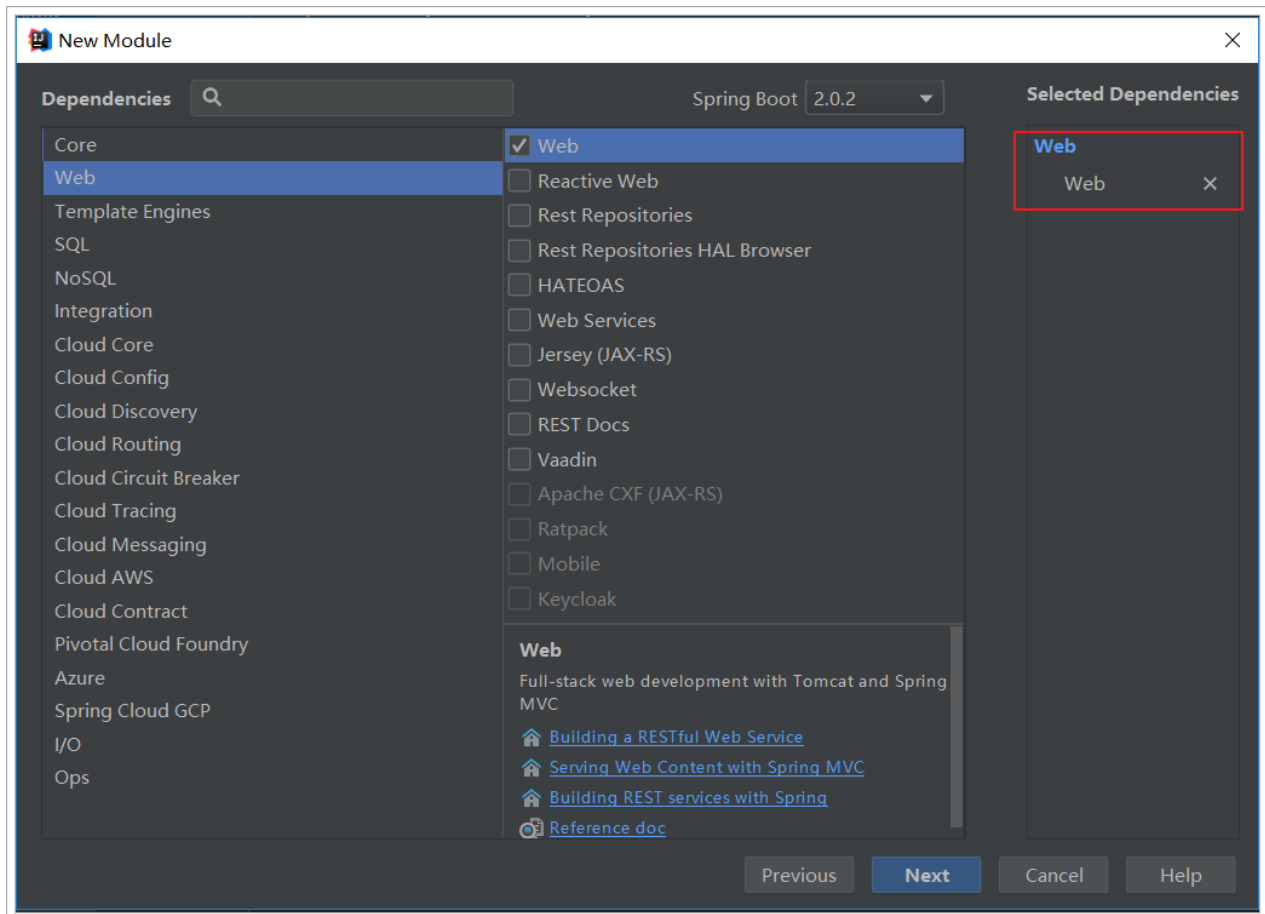 New Module
Dependencies
Spring Boot 2.0.2
Selected Dependencies
Core
Web
Template Engines
SQL
NoSQL
Integration
Cloud Core
Cloud Config
Cloud Discovery
Cloud Routing
Cloud Circuit Breaker
Cloud Tracing
Cloud Messaging
Cloud AWS
Cloud Contract
Pivotal Cloud Foundry
Azure
Spring Cloud GCP
I/O
Ops
Web
Reactive Web
Rest Repositories
Rest Repositories HAL Browser
HATEOAS
Web Services
Jersey (JAX-RS)
Websocket
REST Docs
Vaadin
Apache CXF (JAX-RS)
Ratpack
Mobile
Keycloak
Web
Full-stack web development with Tomcat and Spring
MVC
Building a RESTful Web Service
Serving Web Content with Spring MVC
Building REST services with Spring
Reference doc
Web
Web
Previous
Next
Cancel
Help